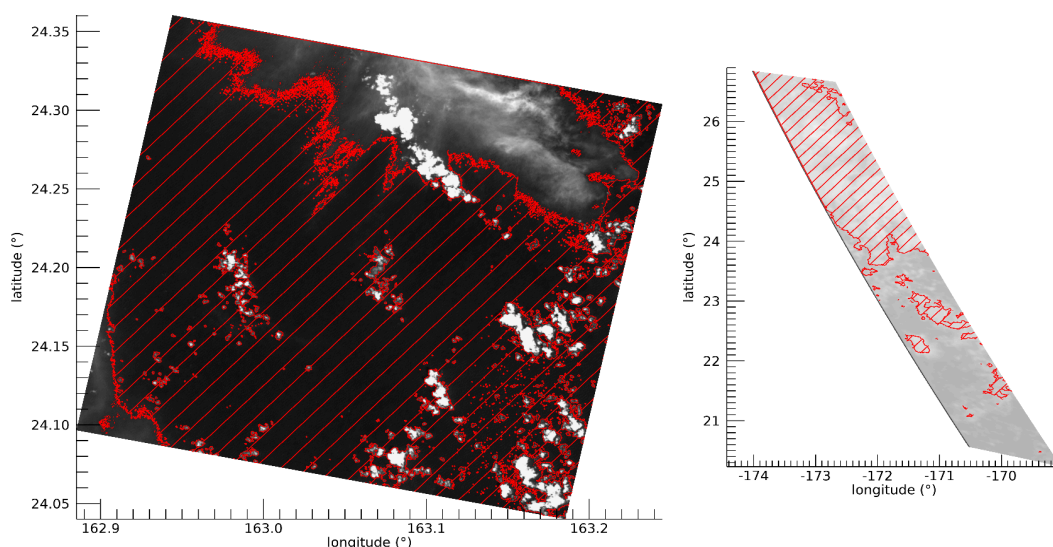 24.35
24.30
24.25
24.20
24.15
24.10
24.05
latitude (°)
162.9 163.0 163.1 163.2
longitude (°)
26
25
24
23
22
21
latitude (°)
-174 -173 -172 -171 -170
longitude (°)